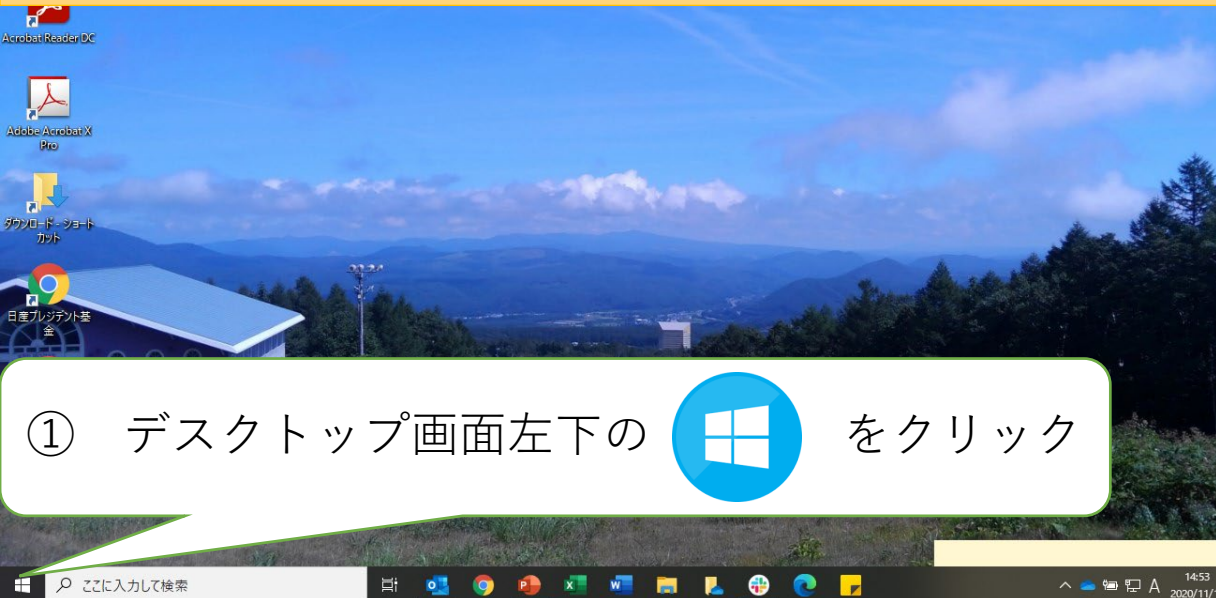 Acrobat Reader DC
Adobe Acrobat X
Pro
ダウンロード - ショート
カット
日産プレジデント基
金
① デスクトップ画面左下の をクリック
ここに入力して検索
A
14:53
2020/11/